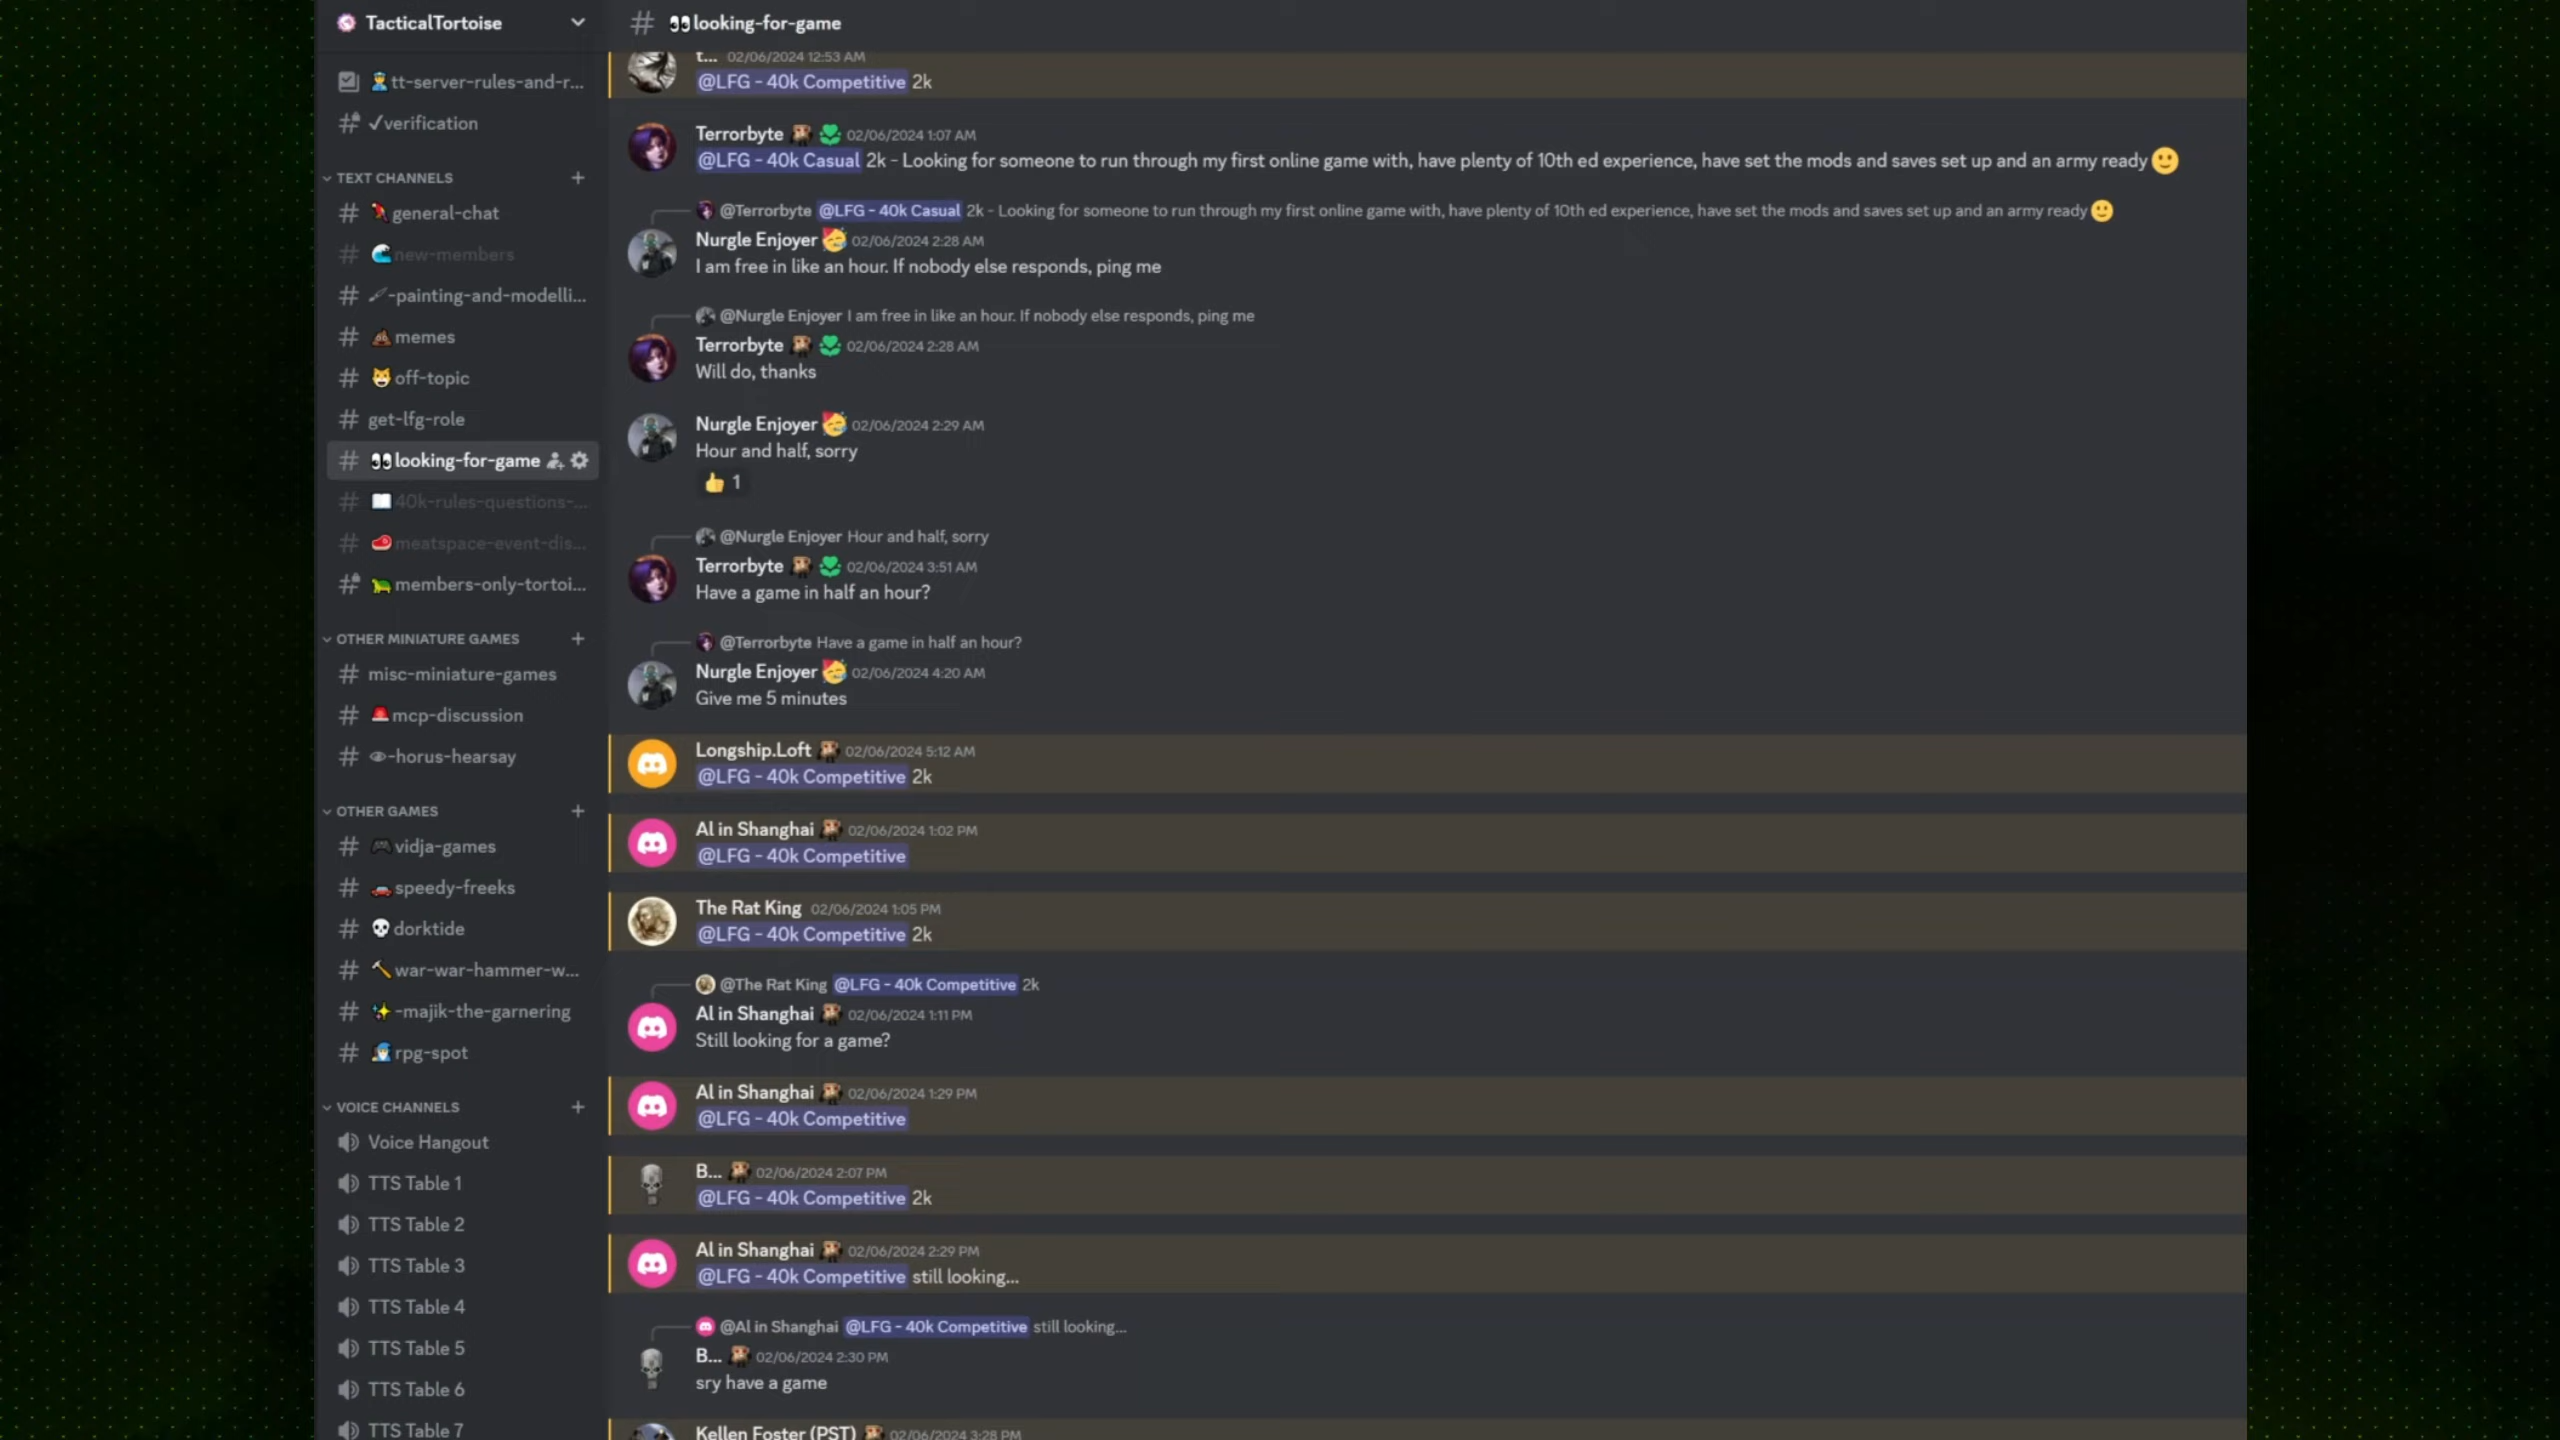 TacticalTortoise
tt-server-rules-and-r...
✓verification
TEXT CHANNELS
general-chat
new-members
-painting-and-modelli...
memes
off-topic
get-lfg-role
looking-for-game
40k-rules-questions-...
meatspace-event-dis...
members-only-tortoi...
OTHER MINIATURE GAMES
misc-miniature-games
mcp-discussion
-horus-hearsay
OTHER GAMES
vidja-games
speedy-freeks
dorktide
war-war-hammer-w...
-majik-the-garnering
rpg-spot
VOICE CHANNELS
Voice Hangout
TTS Table 1
TTS Table 2
TTS Table 3
TTS Table 4
TTS Table 5
TTS Table 6
TTS Table 7
# 👀looking-for-game
t... 02/06/2024 12:53 AM
@LFG - 40k Competitive 2k
Terrorbyte 02/06/2024 1:07 AM
@LFG - 40k Casual 2k - Looking for someone to run through my first online game with, have plenty of 10th ed experience, have set the mods and saves set up and an army ready 🙂
@Terrorbyte @LFG - 40k Casual 2k - Looking for someone to run through my first online game with, have plenty of 10th ed experience, have set the mods and saves set up and an army ready 🙂
Nurgle Enjoyer 🥳 02/06/2024 2:28 AM
I am free in like an hour. If nobody else responds, ping me
@Nurgle Enjoyer I am free in like an hour. If nobody else responds, ping me
Terrorbyte 02/06/2024 2:28 AM
Will do, thanks
Nurgle Enjoyer 🥳 02/06/2024 2:29 AM
Hour and half, sorry
👍 1
@Nurgle Enjoyer Hour and half, sorry
Terrorbyte 02/06/2024 3:51 AM
Have a game in half an hour?
@Terrorbyte Have a game in half an hour?
Nurgle Enjoyer 🥳 02/06/2024 4:20 AM
Give me 5 minutes
Longship.Loft 02/06/2024 5:12 AM
@LFG - 40k Competitive 2k
Al in Shanghai 02/06/2024 1:02 PM
@LFG - 40k Competitive
The Rat King 02/06/2024 1:05 PM
@LFG - 40k Competitive 2k
@The Rat King @LFG - 40k Competitive 2k
Al in Shanghai 02/06/2024 1:11 PM
Still looking for a game?
Al in Shanghai 02/06/2024 1:29 PM
@LFG - 40k Competitive
B... 02/06/2024 2:07 PM
@LFG - 40k Competitive 2k
Al in Shanghai 02/06/2024 2:29 PM
@LFG - 40k Competitive still looking...
@Al in Shanghai @LFG - 40k Competitive still looking...
B... 02/06/2024 2:30 PM
sry have a game
Kellen Foster (PST) 02/06/2024 3:28 PM